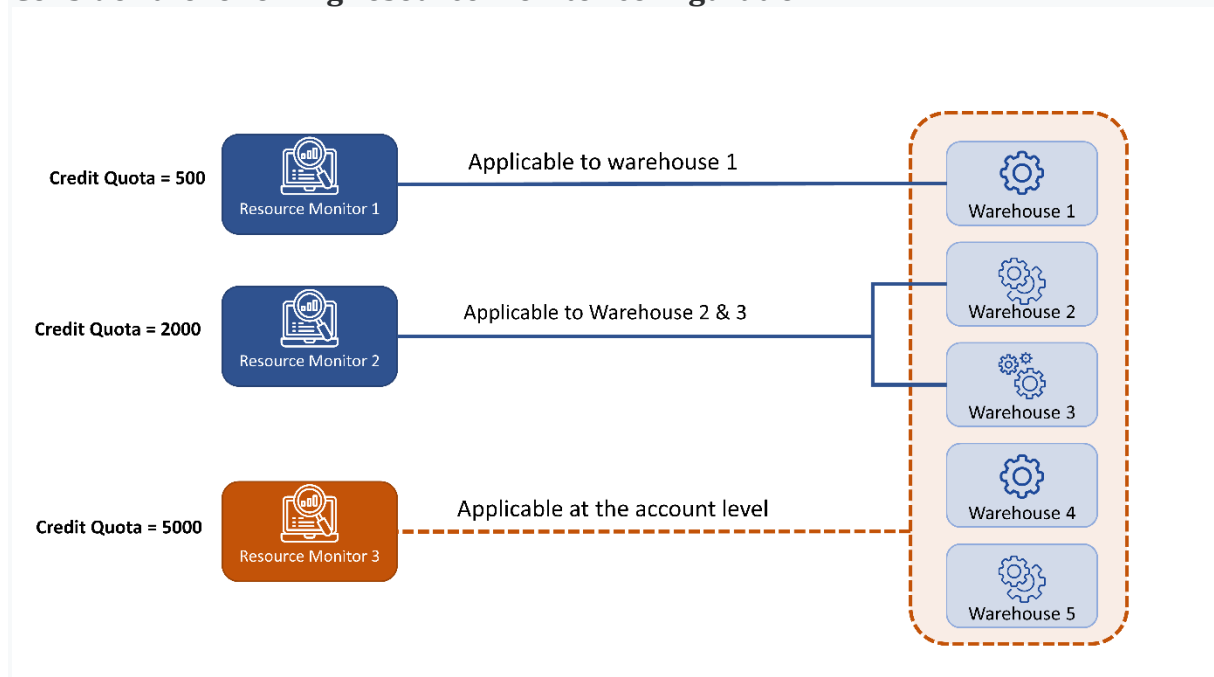 Credit Quota = 500
Resource Monitor 1
Applicable to warehouse 1
Warehouse 1
Credit Quota = 2000
Resource Monitor 2
Applicable to Warehouse 2 & 3
Warehouse 2
Warehouse 3
Warehouse 4
Credit Quota = 5000
Resource Monitor 3
Applicable at the account level
Warehouse 5